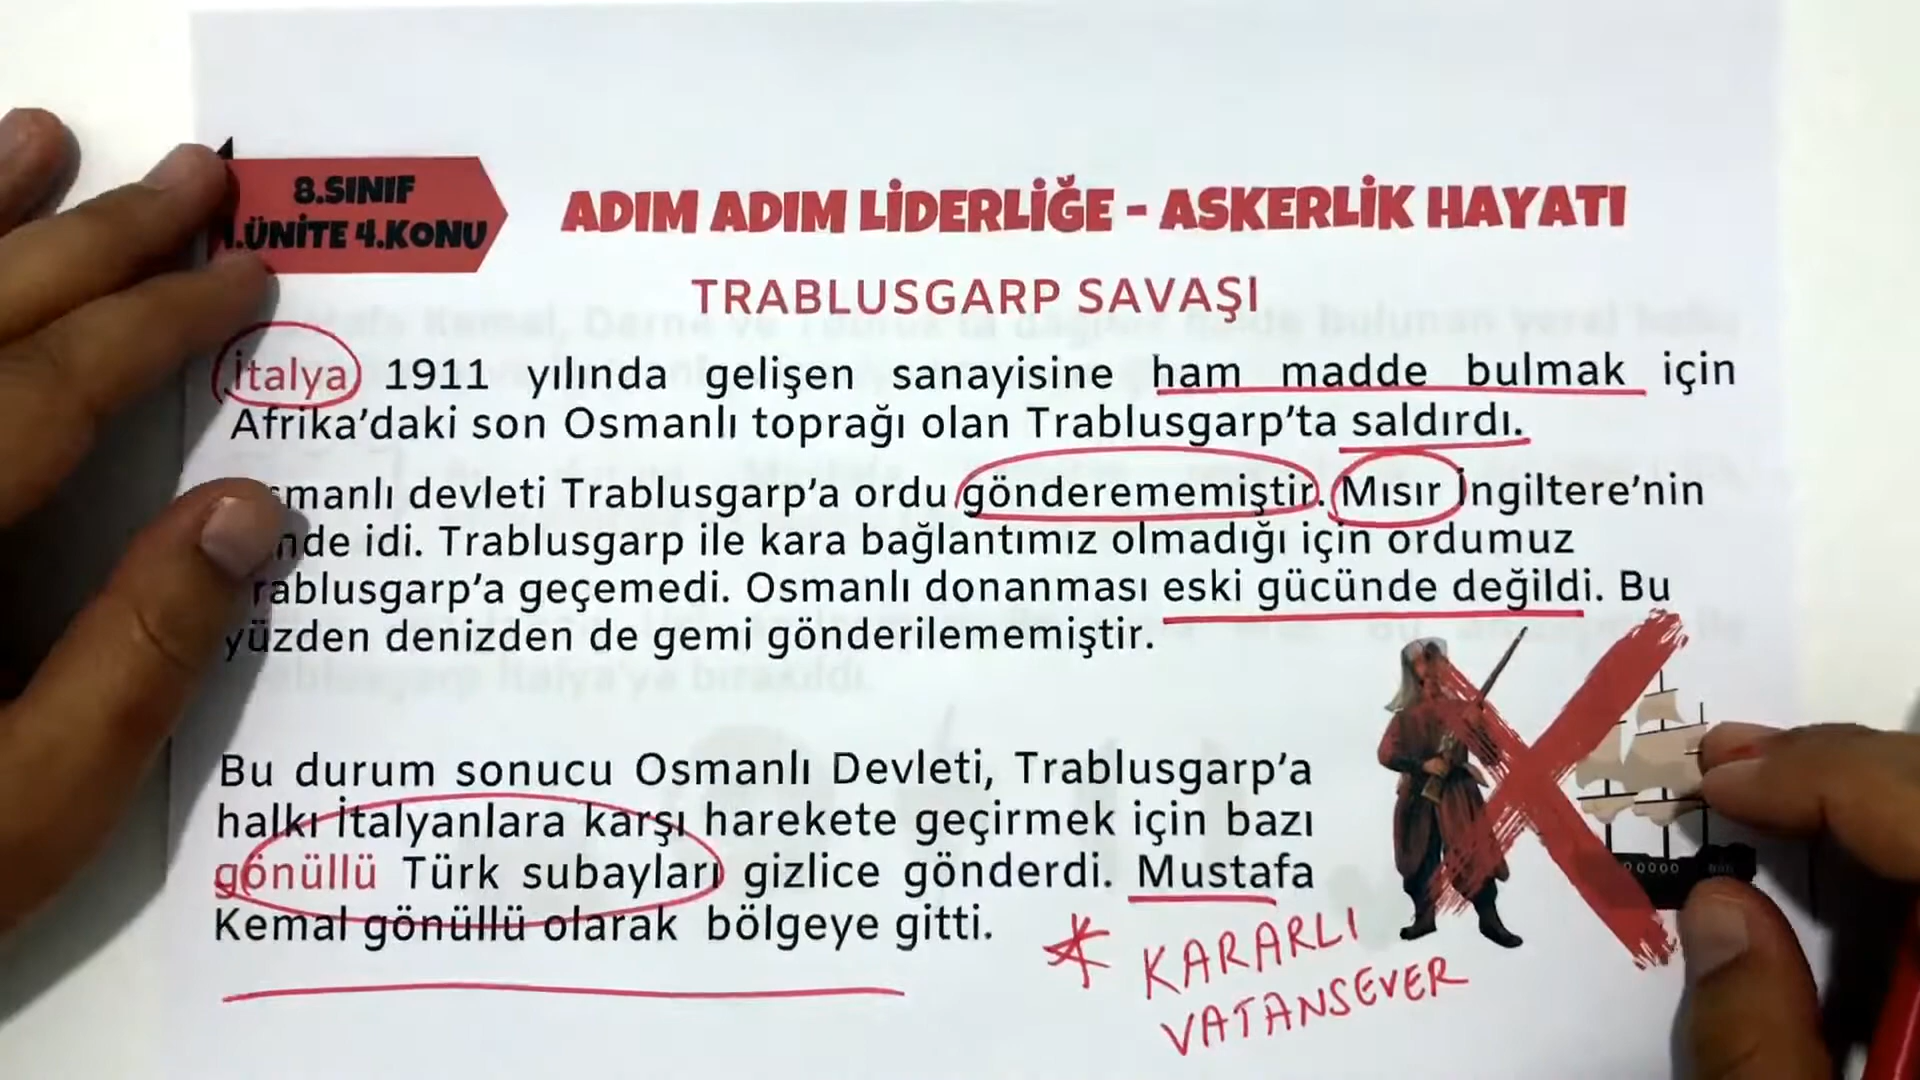 8.SINIF
.ÜNİTE 4.KONU
ADIM ADIM LİDERLİĞE - ASKERLİK HAYATI
TRABLUSGARP SAVAŞI
İtalya 1911 yılında gelişen sanayisine ham madde bulmak için
Afrika'daki son Osmanlı toprağı olan Trablusgarp'ta saldırdı.
smanlı devleti Trablusgarp'a ordu gönderememiştir. Mısır İngiltere'nin
nde idi. Trablusgarp ile kara bağlantımız olmadığı için ordumuz
rablusgarp'a geçemedi. Osmanlı donanması eski gücünde değildi. Bu
yüzden denizden de gemi gönderilememiştir.
Bu durum sonucu Osmanlı Devleti, Trablusgarp'a
halkı İtalyanlara karşı harekete geçirmek için bazı
gönüllü Türk subayları gizlice gönderdi. Mustafa
Kemal gönüllü olarak bölgeye gitti.
KARARLI
VATANSEVER